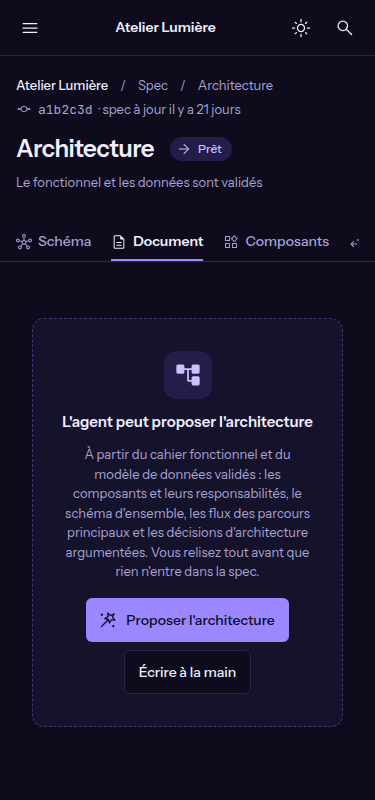 Atelier Lumière
Atelier Lumière / Spec / Architecture
a1b2c3d · spec à jour il y a 21 jours
Architecture
Prêt
Le fonctionnel et les données sont validés
Schéma Document Composants
L'agent peut proposer l'architecture
À partir du cahier fonctionnel et du
modèle de données validés : les
composants et leurs responsabilités, le
schéma d'ensemble, les flux des parcours
principaux et les décisions d'architecture
argumentées. Vous relisez tout avant que
rien n'entre dans la spec.
Proposer l'architecture
Écrire à la main